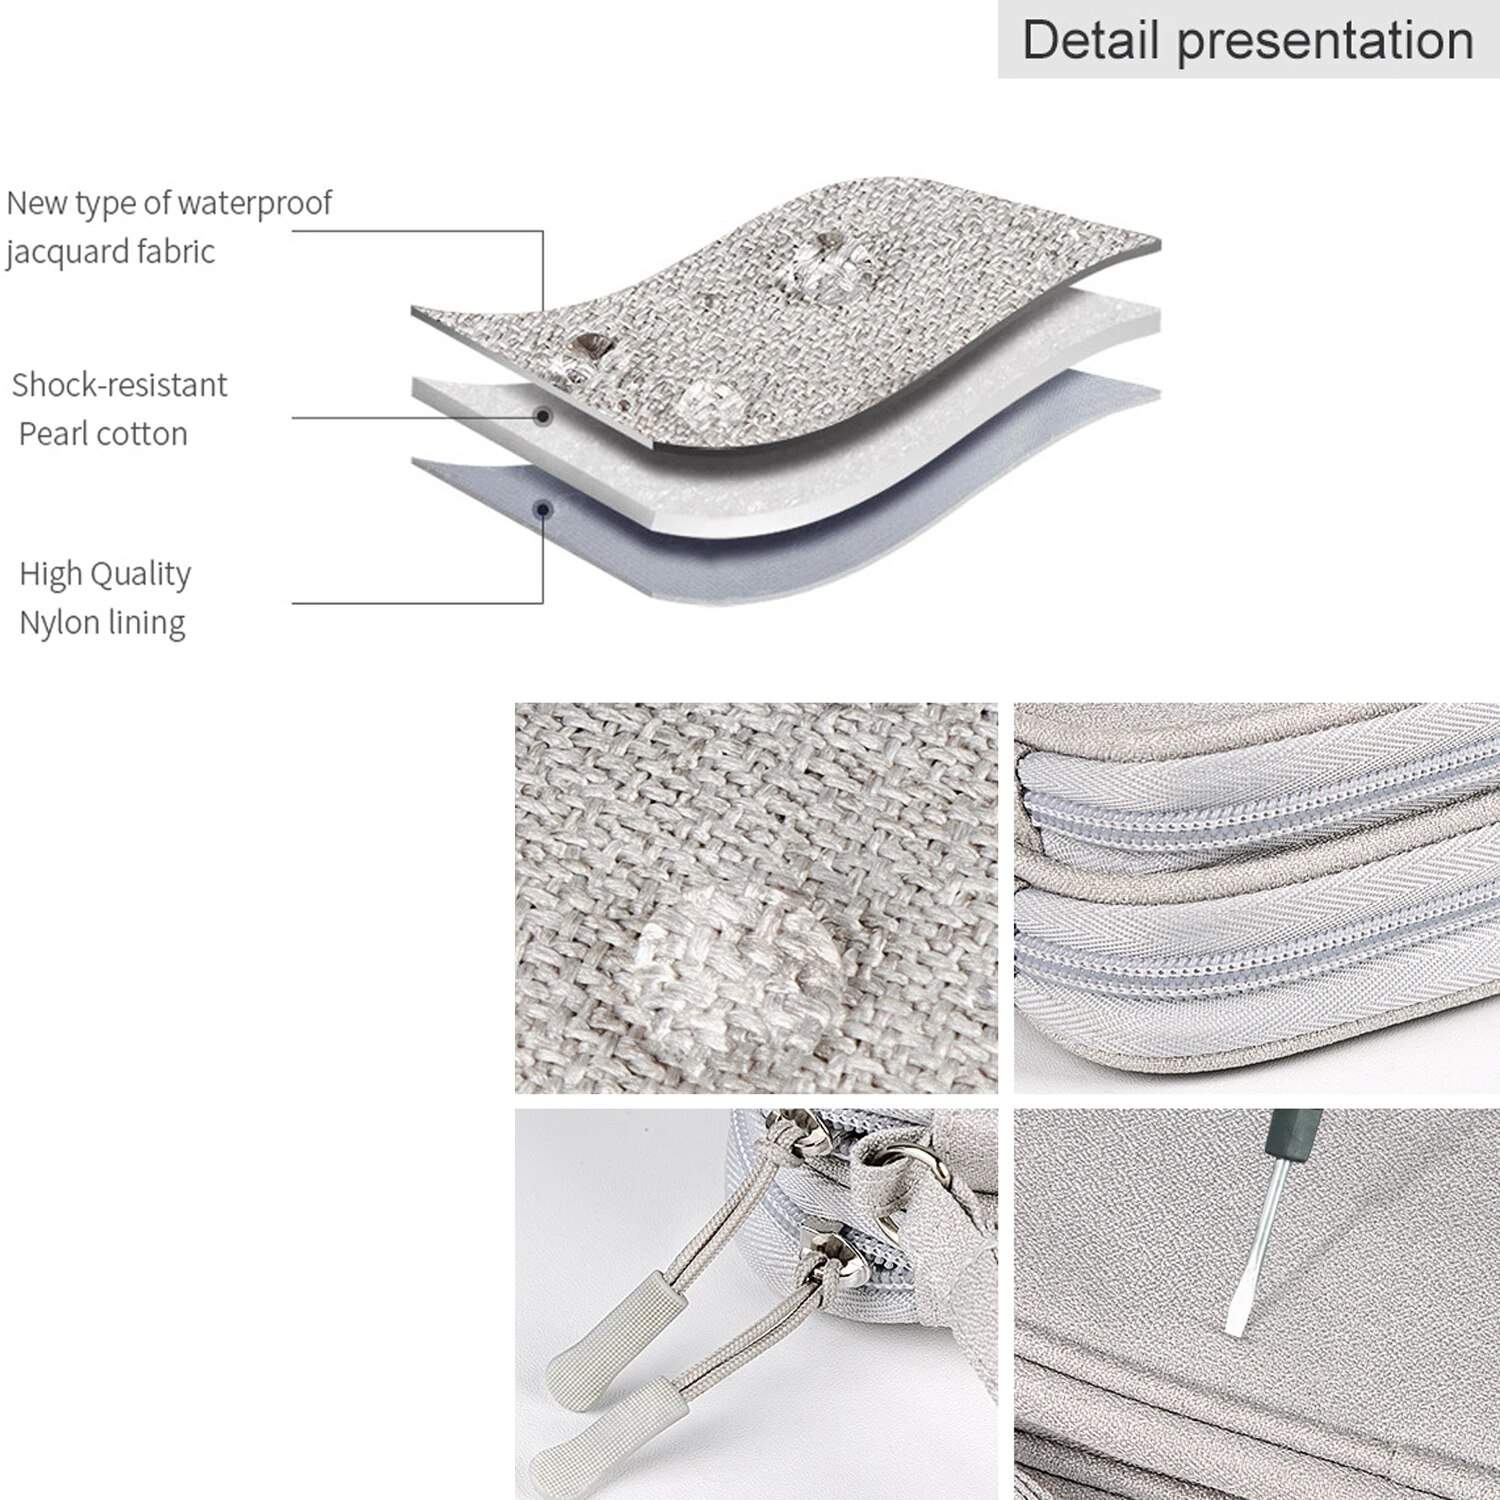 Detail presentation
New type of waterproof
jacquard fabric
Shock-resistant
Pearl cotton
High Quality
Nylon lining